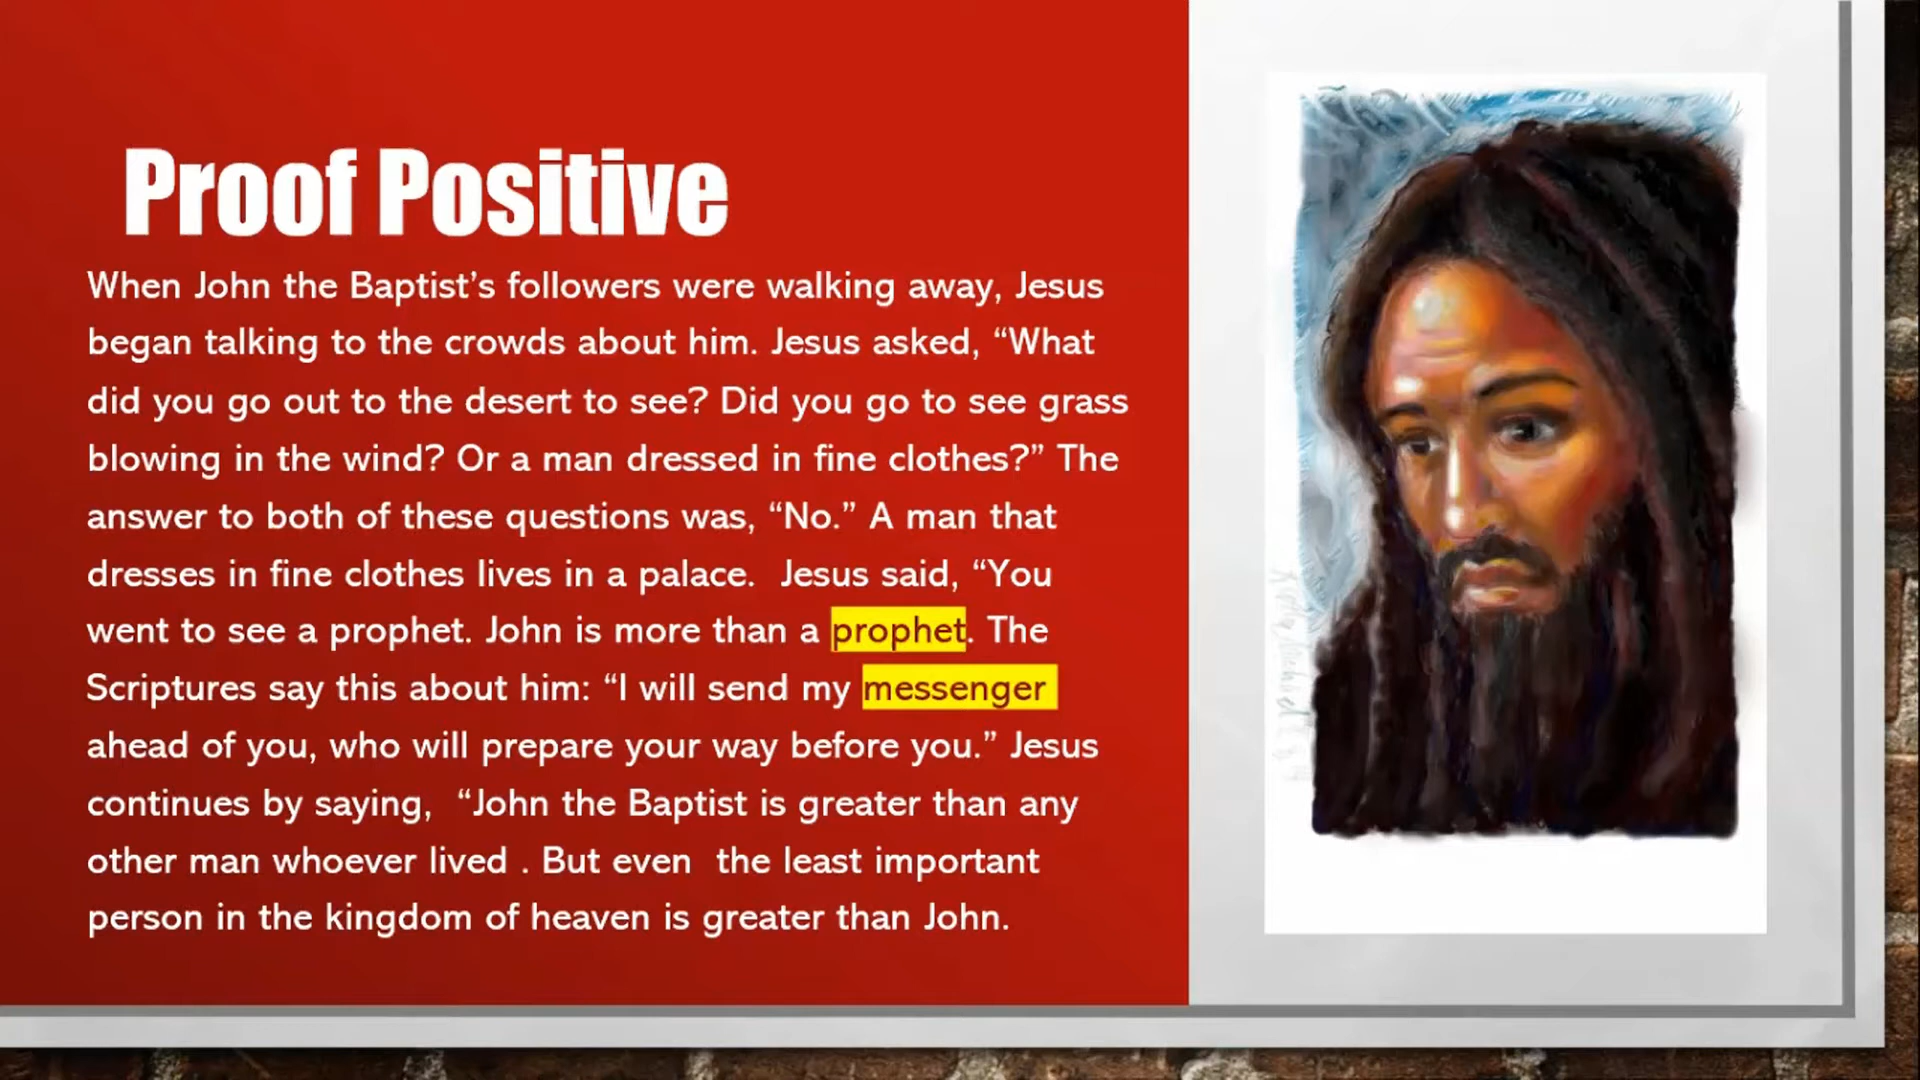 Proof Positive
When John the Baptist’s followers were walking away, Jesus
began talking to the crowds about him. Jesus asked, “What
did you go out to the desert to see? Did you go to see grass
blowing in the wind? Or a man dressed in fine clothes?” The
answer to both of these questions was, “No.” A man that
dresses in fine clothes lives in a palace.  Jesus said, “You
went to see a prophet. John is more than a prophet. The
Scriptures say this about him: “I will send my messenger
ahead of you, who will prepare your way before you.” Jesus
continues by saying,  “John the Baptist is greater than any
other man whoever lived . But even  the least important
person in the kingdom of heaven is greater than John.